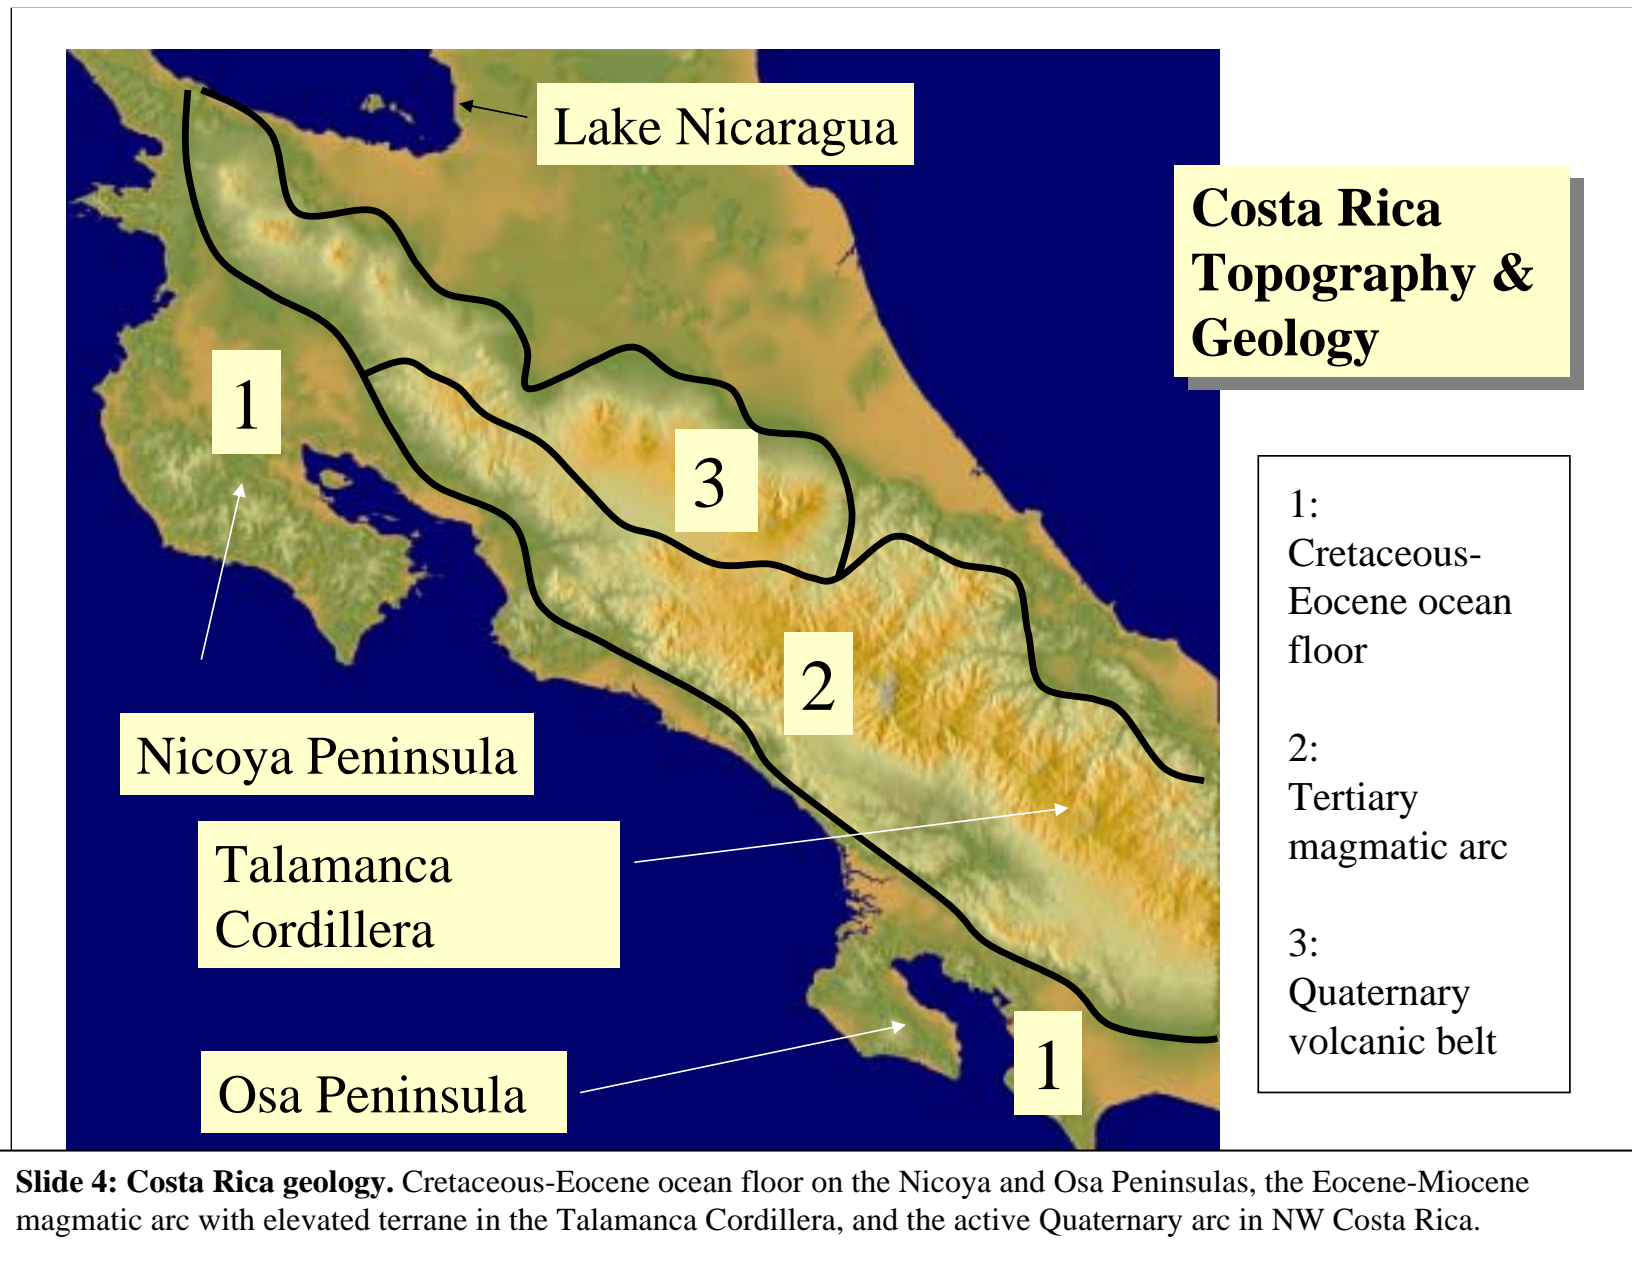 Lake Nicaragua
Costa Rica
Topography &
Geology
1
3
2
Nicoya Peninsula
Talamanca
Cordillera
Osa Peninsula
1
1:
Cretaceous-
Eocene ocean
floor
2:
Tertiary
magmatic arc
3:
Quaternary
volcanic belt
Slide 4: Costa Rica geology. Cretaceous-Eocene ocean floor on the Nicoya and Osa Peninsulas, the Eocene-Miocene
magmatic arc with elevated terrane in the Talamanca Cordillera, and the active Quaternary arc in NW Costa Rica.